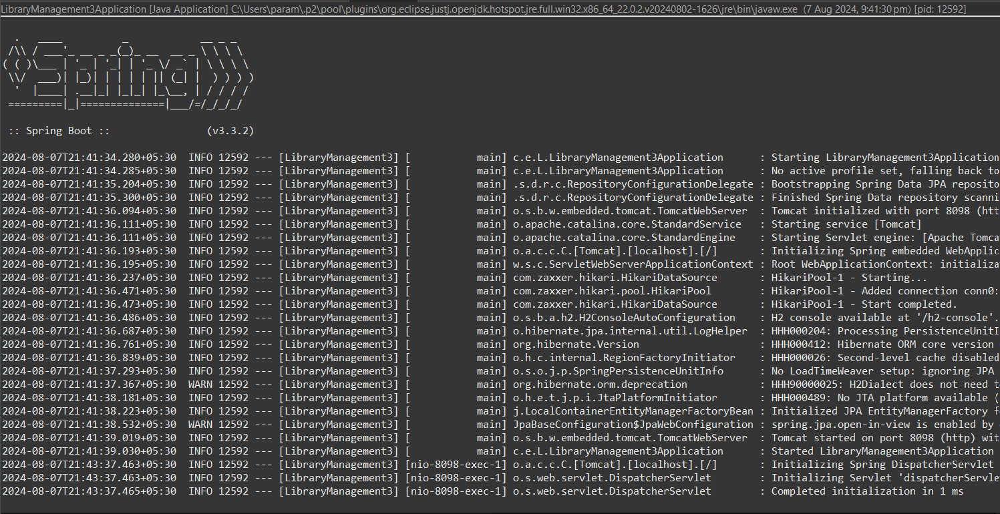 LibraryManagement3Application [Java Application] C:\Users\param\.p2\pool\plugins\org.eclipse.justj.openjdk.hotspot.jre.full.win32.x86_64_22.0.2.v20240802-1626\jre\bin\javaw.exe (7 Aug 2024, 9:41:30 pm) [pid: 12592]
  .   ____          _            __ _ _
 /\\ / ___'_ __ _ _(_)_ __  __ _ \ \ \ \
( ( )\___ | '_ | '_| | '_ \/ _` | \ \ \ \
 \\/  ___)| |_)| | | | | || (_| |  ) ) ) )
  '  |____| .__|_| |_|_| |_\__, | / / / /
 =========|_|==============|___/=/_/_/_/
 :: Spring Boot ::                (v3.3.2)
2024-08-07T21:41:34.280+05:30  INFO 12592 --- [LibraryManagement3] [           main] c.e.L.LibraryManagement3Application      : Starting LibraryManagement3Application
2024-08-07T21:41:34.285+05:30  INFO 12592 --- [LibraryManagement3] [           main] c.e.L.LibraryManagement3Application      : No active profile set, falling back to
2024-08-07T21:41:35.204+05:30  INFO 12592 --- [LibraryManagement3] [           main] .s.d.r.c.RepositoryConfigurationDelegate : Bootstrapping Spring Data JPA reposito
2024-08-07T21:41:35.300+05:30  INFO 12592 --- [LibraryManagement3] [           main] .s.d.r.c.RepositoryConfigurationDelegate : Finished Spring Data repository scanni
2024-08-07T21:41:36.094+05:30  INFO 12592 --- [LibraryManagement3] [           main] o.s.b.w.embedded.tomcat.TomcatWebServer  : Tomcat initialized with port 8098 (htt
2024-08-07T21:41:36.111+05:30  INFO 12592 --- [LibraryManagement3] [           main] o.apache.catalina.core.StandardService   : Starting service [Tomcat]
2024-08-07T21:41:36.111+05:30  INFO 12592 --- [LibraryManagement3] [           main] o.apache.catalina.core.StandardEngine    : Starting Servlet engine: [Apache Tomca
2024-08-07T21:41:36.193+05:30  INFO 12592 --- [LibraryManagement3] [           main] o.a.c.c.C.[Tomcat].[localhost].[/]       : Initializing Spring embedded WebApplic
2024-08-07T21:41:36.195+05:30  INFO 12592 --- [LibraryManagement3] [           main] w.s.c.ServletWebServerApplicationContext : Root WebApplicationContext: initializa
2024-08-07T21:41:36.237+05:30  INFO 12592 --- [LibraryManagement3] [           main] com.zaxxer.hikari.HikariDataSource       : HikariPool-1 - Starting...
2024-08-07T21:41:36.471+05:30  INFO 12592 --- [LibraryManagement3] [           main] com.zaxxer.hikari.pool.HikariPool        : HikariPool-1 - Added connection conn0:
2024-08-07T21:41:36.473+05:30  INFO 12592 --- [LibraryManagement3] [           main] com.zaxxer.hikari.HikariDataSource       : HikariPool-1 - Start completed.
2024-08-07T21:41:36.486+05:30  INFO 12592 --- [LibraryManagement3] [           main] o.s.b.a.h2.H2ConsoleAutoConfiguration    : H2 console available at '/h2-console'.
2024-08-07T21:41:36.687+05:30  INFO 12592 --- [LibraryManagement3] [           main] o.hibernate.jpa.internal.util.LogHelper  : HHH000204: Processing PersistenceUnitI
2024-08-07T21:41:36.761+05:30  INFO 12592 --- [LibraryManagement3] [           main] org.hibernate.Version                    : HHH000412: Hibernate ORM core version
2024-08-07T21:41:36.839+05:30  INFO 12592 --- [LibraryManagement3] [           main] o.h.c.internal.RegionFactoryInitiator    : HHH000026: Second-level cache disabled
2024-08-07T21:41:37.293+05:30  INFO 12592 --- [LibraryManagement3] [           main] o.s.o.j.p.SpringPersistenceUnitInfo      : No LoadTimeWeaver setup: ignoring JPA
2024-08-07T21:41:37.367+05:30  WARN 12592 --- [LibraryManagement3] [           main] org.hibernate.orm.deprecation            : HHH90000025: H2Dialect does not need t
2024-08-07T21:41:38.181+05:30  INFO 12592 --- [LibraryManagement3] [           main] o.h.e.t.j.p.i.JtaPlatformInitiator       : HHH000489: No JTA platform available (
2024-08-07T21:41:38.223+05:30  INFO 12592 --- [LibraryManagement3] [           main] j.LocalContainerEntityManagerFactoryBean : Initialized JPA EntityManagerFactory f
2024-08-07T21:41:38.532+05:30  WARN 12592 --- [LibraryManagement3] [           main] JpaBaseConfiguration$JpaWebConfiguration : spring.jpa.open-in-view is enabled by
2024-08-07T21:41:39.019+05:30  INFO 12592 --- [LibraryManagement3] [           main] o.s.b.w.embedded.tomcat.TomcatWebServer  : Tomcat started on port 8098 (http) wit
2024-08-07T21:41:39.030+05:30  INFO 12592 --- [LibraryManagement3] [           main] c.e.L.LibraryManagement3Application      : Started LibraryManagement3Application
2024-08-07T21:43:37.463+05:30  INFO 12592 --- [LibraryManagement3] [nio-8098-exec-1] o.a.c.c.C.[Tomcat].[localhost].[/]       : Initializing Spring DispatcherServlet
2024-08-07T21:43:37.463+05:30  INFO 12592 --- [LibraryManagement3] [nio-8098-exec-1] o.s.web.servlet.DispatcherServlet        : Initializing Servlet 'dispatcherServle
2024-08-07T21:43:37.465+05:30  INFO 12592 --- [LibraryManagement3] [nio-8098-exec-1] o.s.web.servlet.DispatcherServlet        : Completed initialization in 1 ms